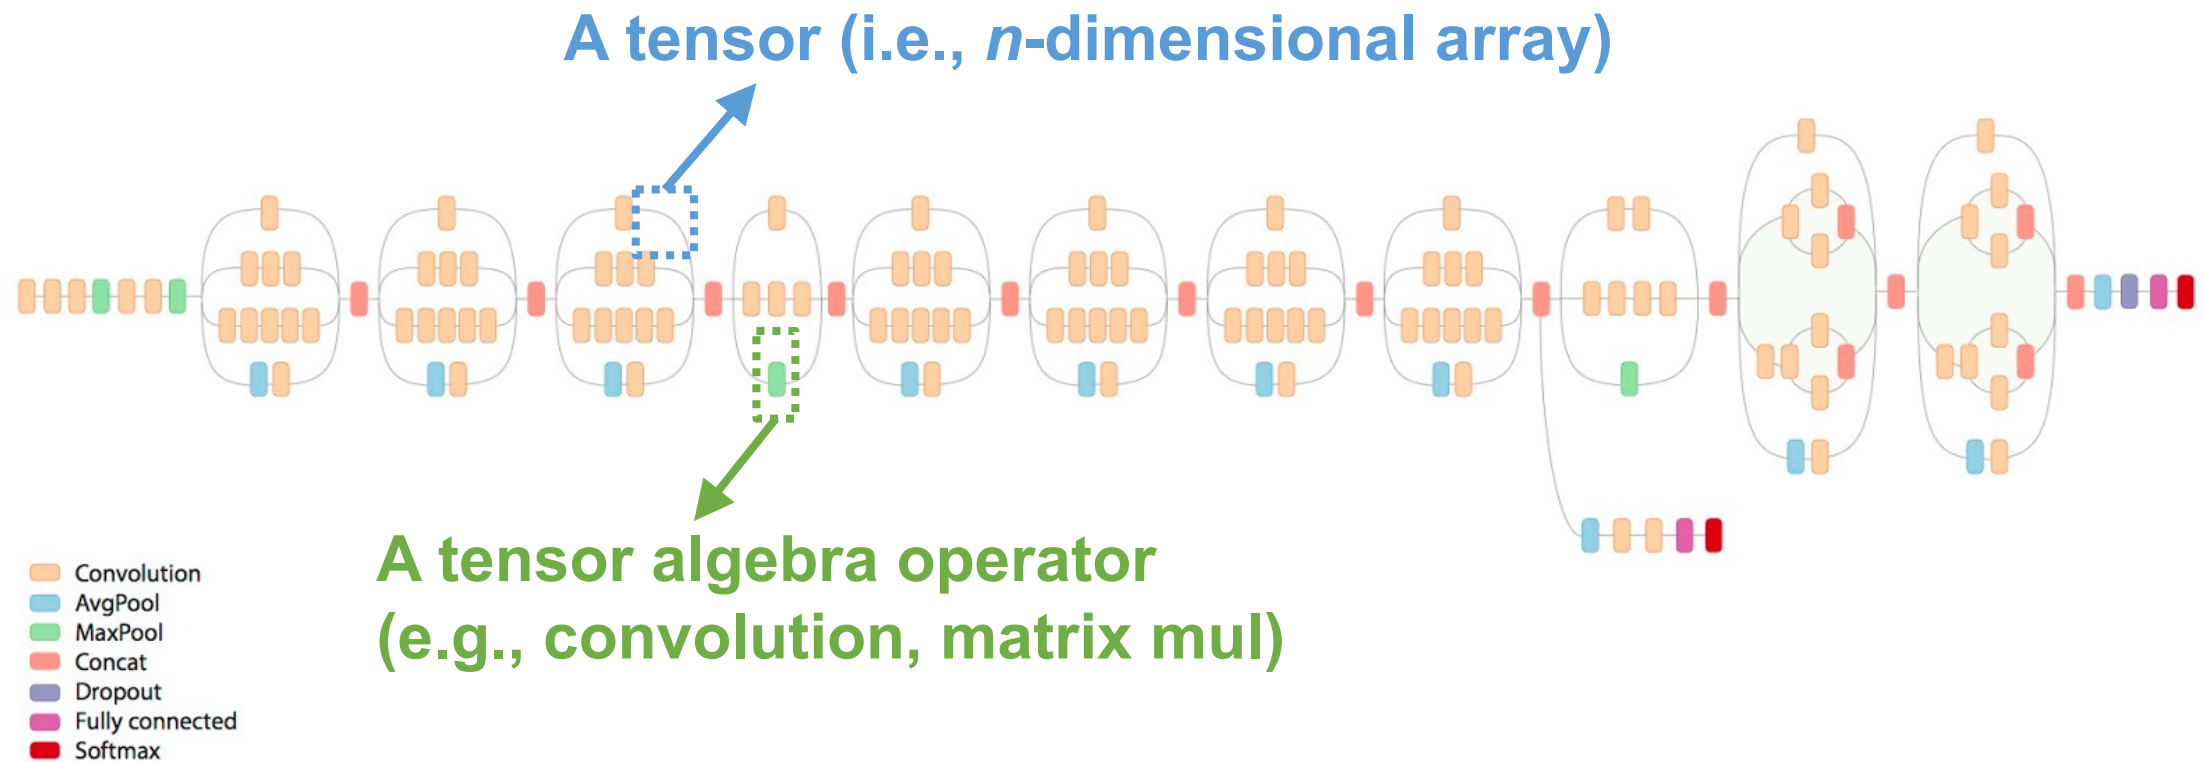 A tensor (i.e., n-dimensional array)
A tensor algebra operator
(e.g., convolution, matrix mul)
Convolution
AvgPool
MaxPool
Concat
Dropout
Fully connected
Softmax